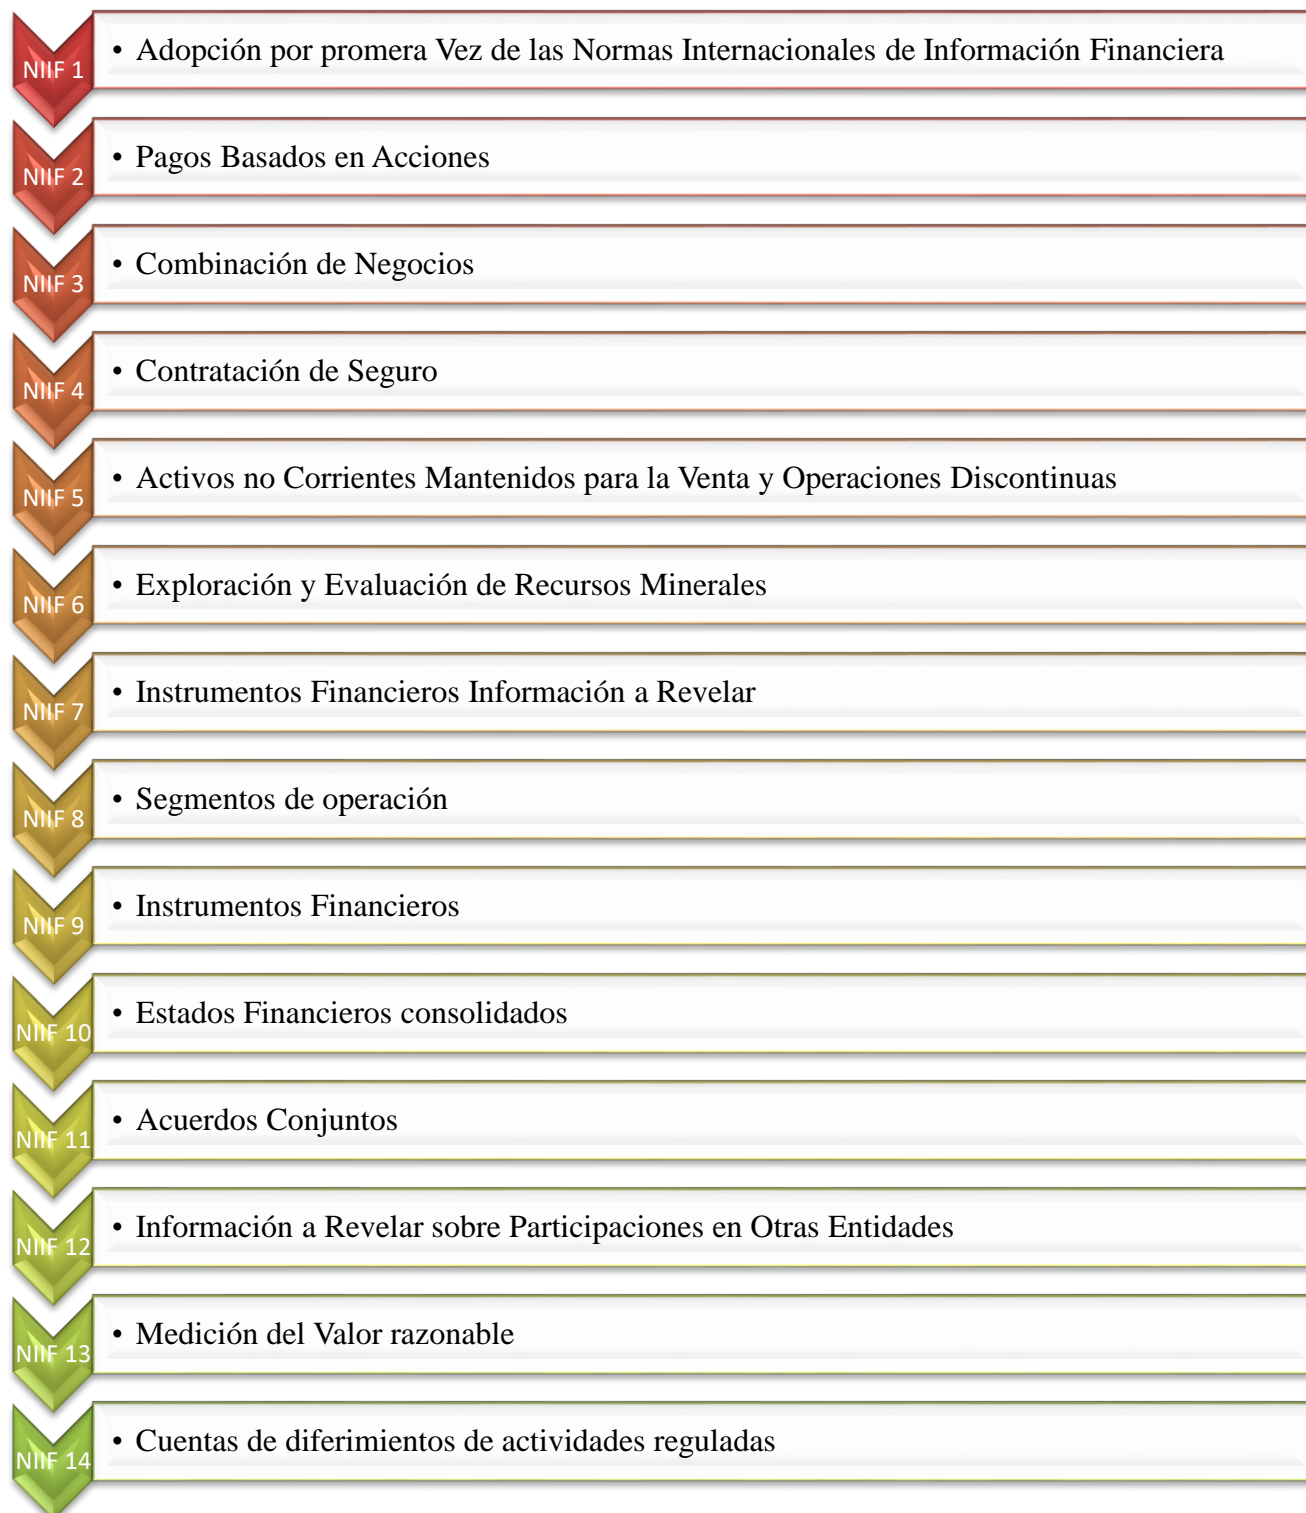 NIIF 1
• Adopción por promera Vez de las Normas Internacionales de Información Financiera
NIIF 2
• Pagos Basados en Acciones
NIIF 3
• Combinación de Negocios
NIIF 4
• Contratación de Seguro
NIIF 5
• Activos no Corrientes Mantenidos para la Venta y Operaciones Discontinuas
NIIF 6
• Exploración y Evaluación de Recursos Minerales
NIIF 7
• Instrumentos Financieros Información a Revelar
NIIF 8
• Segmentos de operación
NIIF 9
• Instrumentos Financieros
NIIF 10
• Estados Financieros consolidados
NIIF 11
• Acuerdos Conjuntos
NIIF 12
• Información a Revelar sobre Participaciones en Otras Entidades
NIIF 13
• Medición del Valor razonable
NIIF 14
• Cuentas de diferimientos de actividades reguladas